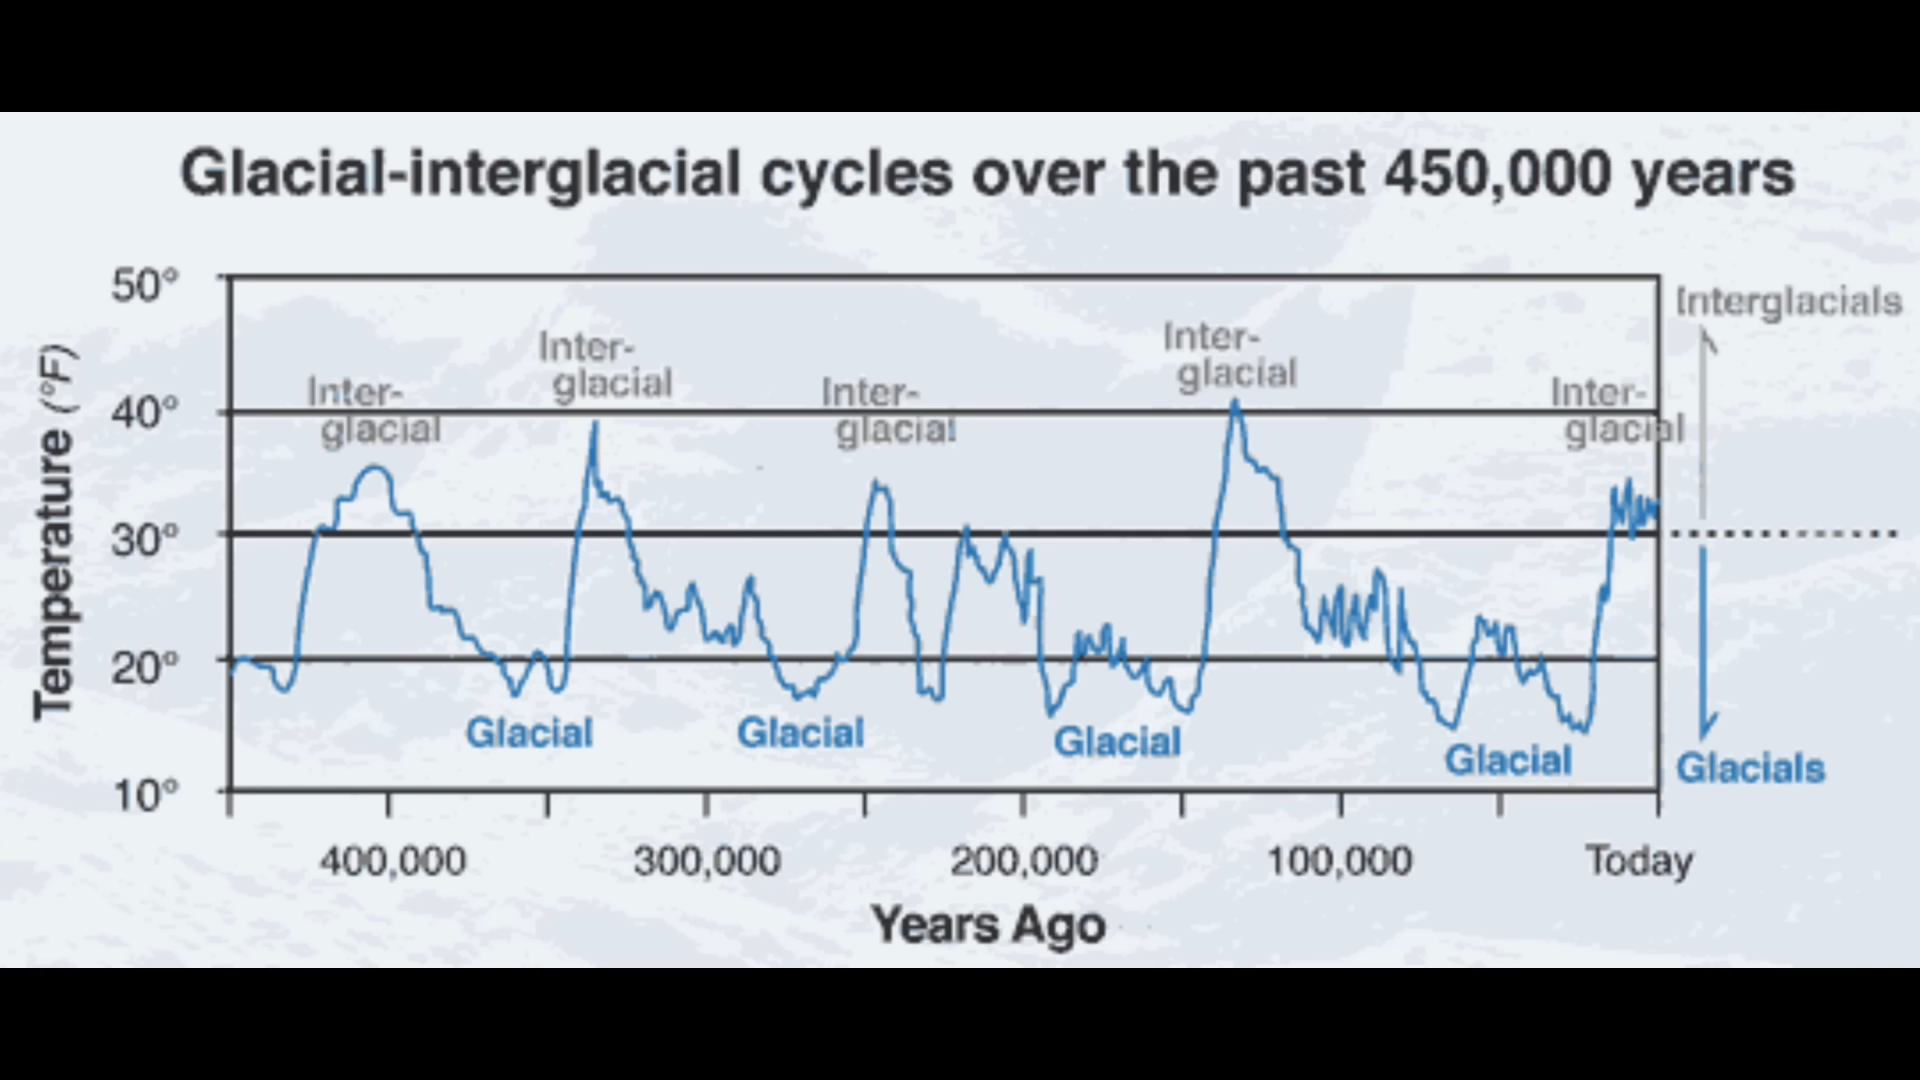 Glacial-interglacial cycles over the past 450,000 years
50°
40°
30°
20°
10°
Temperature (°F)
Inter-
glacial
Inter-
glacial
Inter-
glacial
Inter-
glacial
Inter-
glacial
Interglacials
Glacial
Glacial
Glacial
Glacial
Glacials
400,000
300,000
200,000
100,000
Today
Years Ago